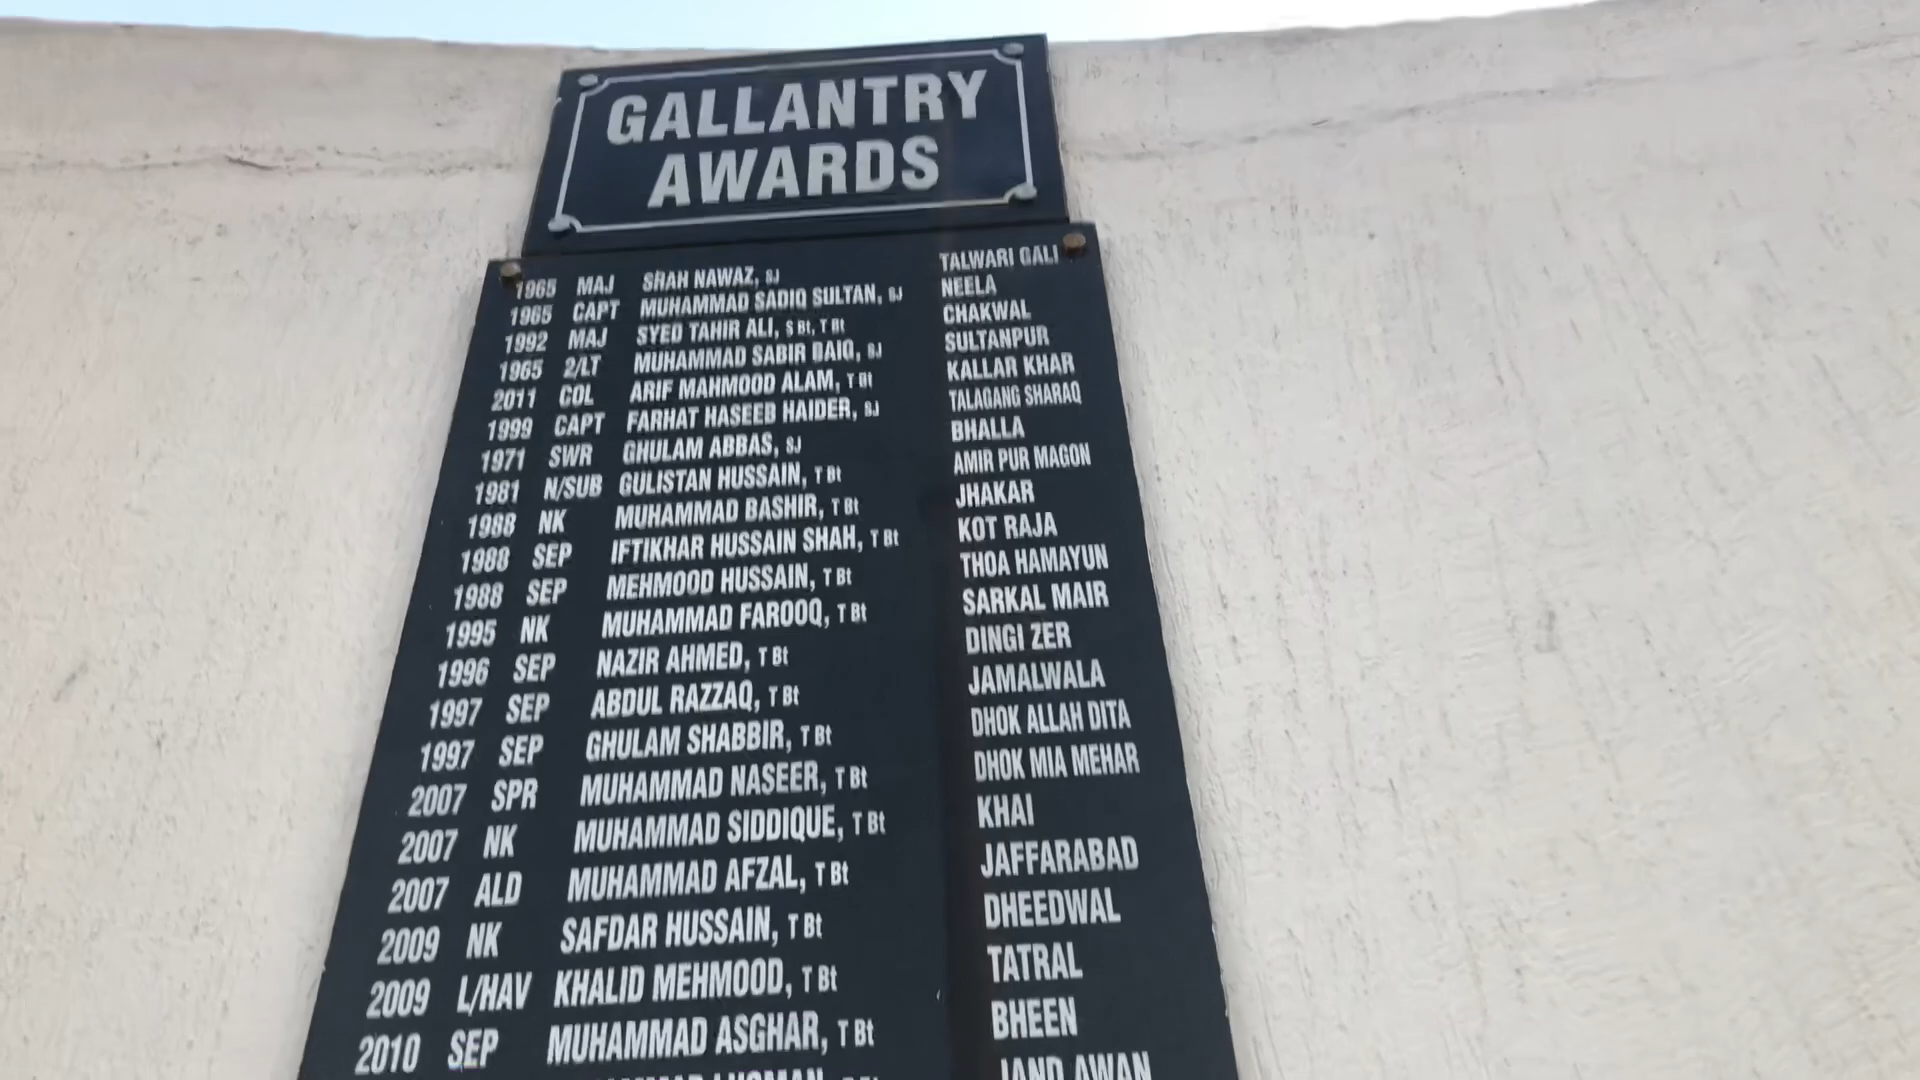 GALLANTRY
AWARDS
1965 MAJ SHAH NAWAZ, SJ TALWARI GALI
1965 CAPT MUHAMMAD SADIQ SULTAN, SJ NEELA
1992 MAJ SYED TAHIR ALI, S Bt, T Bt CHAKWAL
1965 2/LT MUHAMMAD SABIR BAIG, SJ SULTANPUR
2011 COL ARIF MAHMOOD ALAM, T Bt KALLAR KHAR
1999 CAPT FARHAT HASEEB HAIDER, SJ TALAGANG SHARAQ
1971 SWR GHULAM ABBAS, SJ BHALLA
1981 N/SUB GULISTAN HUSSAIN, T Bt AMIR PUR MAGON
1988 NK MUHAMMAD BASHIR, T Bt JHAKAR
1988 SEP IFTIKHAR HUSSAIN SHAH, T Bt KOT RAJA
1988 SEP MEHMOOD HUSSAIN, T Bt THOA HAMAYUN
1995 NK MUHAMMAD FAROOQ, T Bt SARKAL MAIR
1996 SEP NAZIR AHMED, T Bt DINGI ZER
1997 SEP ABDUL RAZZAQ, T Bt JAMALWALA
1997 SEP GHULAM SHABBIR, T Bt DHOK ALLAH DITA
2007 SPR MUHAMMAD NASEER, T Bt DHOK MIA MEHAR
2007 NK MUHAMMAD SIDDIQUE, T Bt KHAI
2007 ALD MUHAMMAD AFZAL, T Bt JAFFARABAD
2009 NK SAFDAR HUSSAIN, T Bt DHEEDWAL
2009 L/HAV KHALID MEHMOOD, T Bt TATRAL
2010 SEP MUHAMMAD ASGHAR, T Bt BHEEN
JAND AWAN